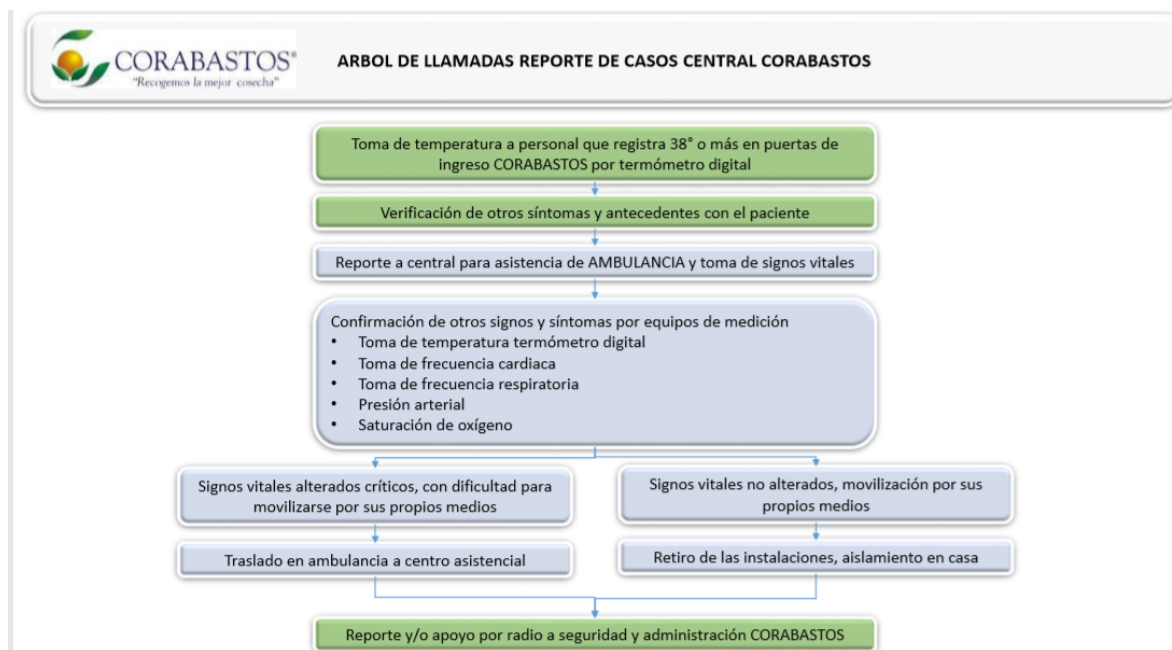 CORABASTOS®
"Recogemos la mejor cosecha"
ARBOL DE LLAMADAS REPORTE DE CASOS CENTRAL CORABASTOS
Toma de temperatura a personal que registra 38° o más en puertas de
ingreso CORABASTOS por termómetro digital
Verificación de otros síntomas y antecedentes con el paciente
Reporte a central para asistencia de AMBULANCIA y toma de signos vitales
Confirmación de otros signos y síntomas por equipos de medición
• Toma de temperatura termómetro digital
• Toma de frecuencia cardiaca
• Toma de frecuencia respiratoria
• Presión arterial
• Saturación de oxígeno
Signos vitales alterados críticos, con dificultad para
movilizarse por sus propios medios
Traslado en ambulancia a centro asistencial
Signos vitales no alterados, movilización por sus
propios medios
Retiro de las instalaciones, aislamiento en casa
Reporte y/o apoyo por radio a seguridad y administración CORABASTOS